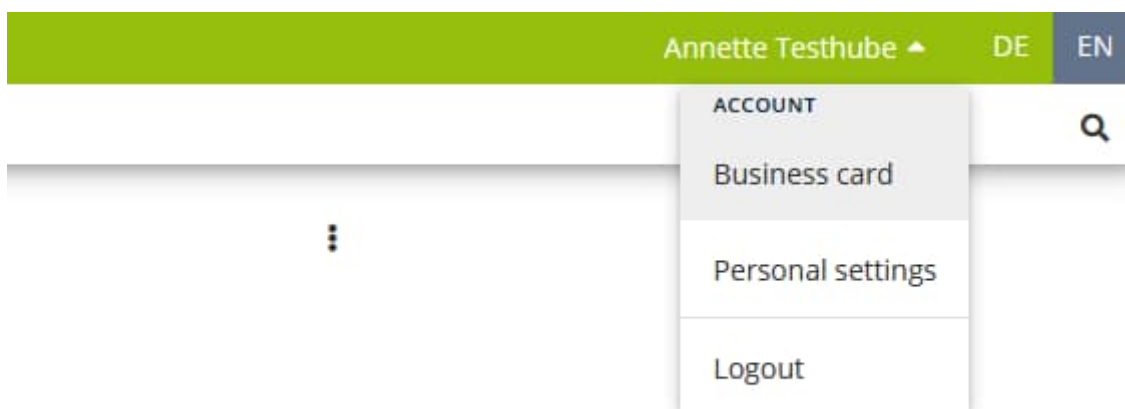 Annette Testhube DE EN
ACCOUNT
Business card
Personal settings
Logout